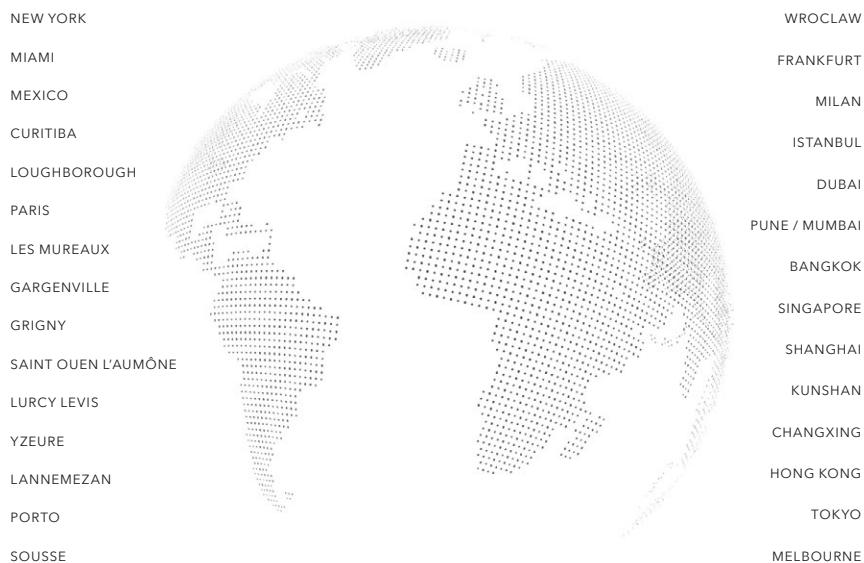 NEW YORK
MIAMI
MEXICO
CURITIBA
LOUGHBOROUGH
PARIS
LES MUREAUX
GARGENVILLE
GRIGNY
SAINT OUEN L'AUMÔNE
LURCY LEVIS
YZEURE
LANNEMEZAN
PORTO
SOUSSE
WROCLAW
FRANKFURT
MILAN
ISTANBUL
DUBAI
PUNE / MUMBAI
BANGKOK
SINGAPORE
SHANGHAI
KUNSHAN
CHANGXING
HONG KONG
TOKYO
MELBOURNE